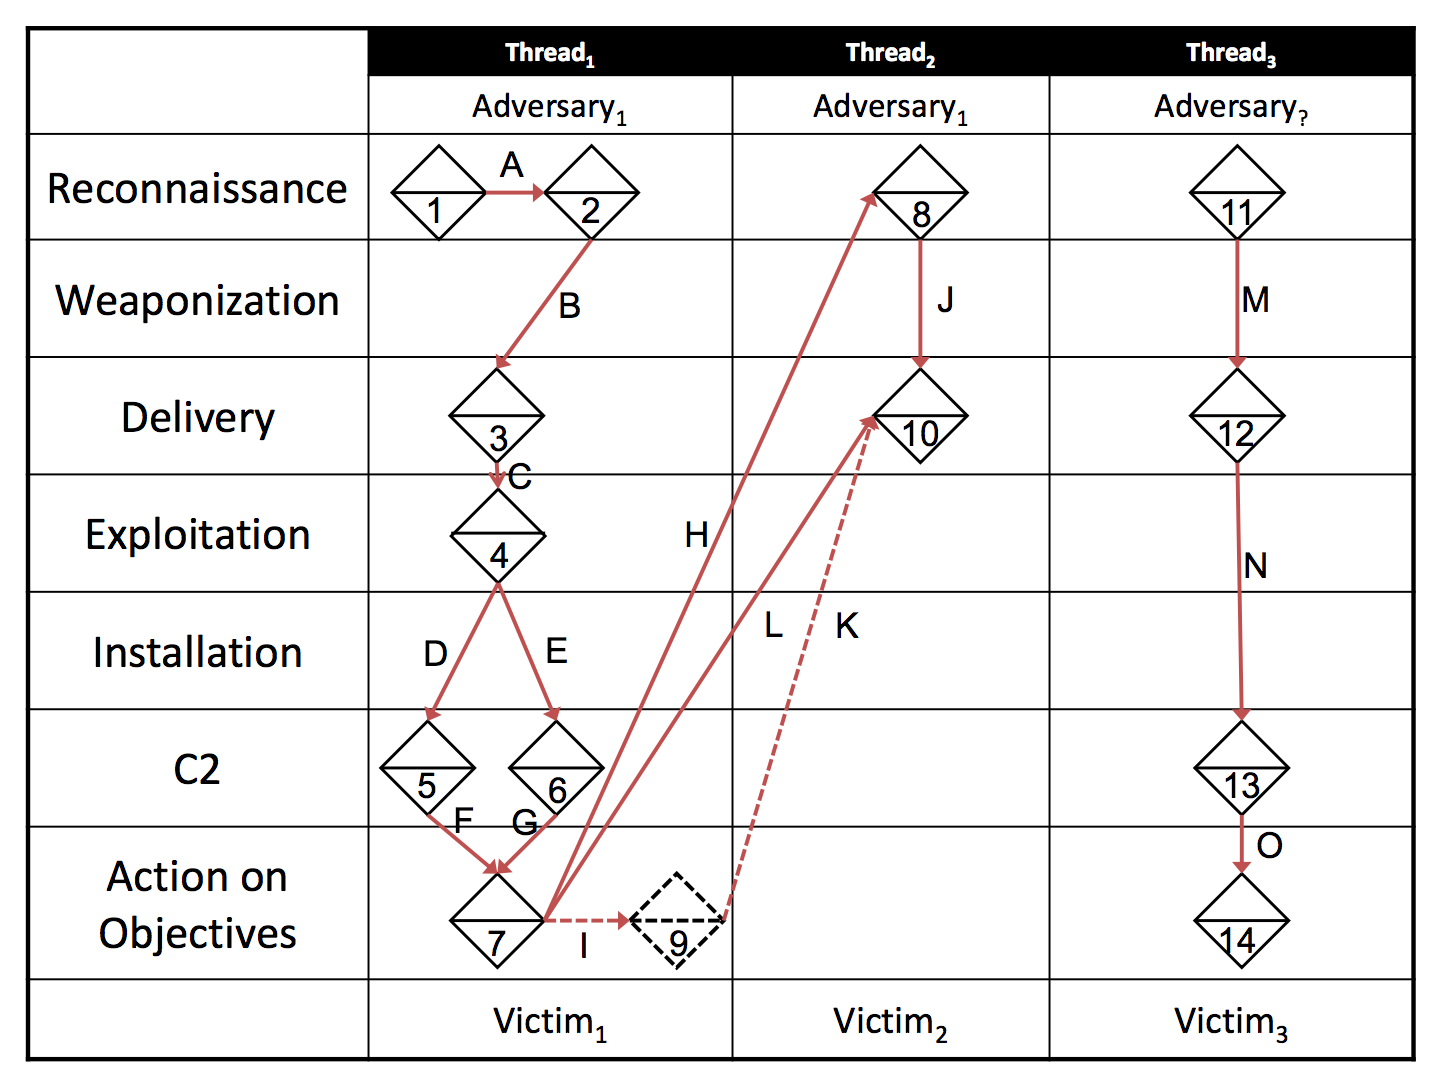 Thread₁ Thread₂ Thread₃
Adversary₁ Adversary₁ Adversary?
Reconnaissance 1 A 2 8 11
Weaponization B J M
Delivery 3 10 12
C
Exploitation 4 H N
Installation D E L K
C2 5 6 13
F G O
Action on
Objectives 7 I 9 14
Victim₁ Victim₂ Victim₃